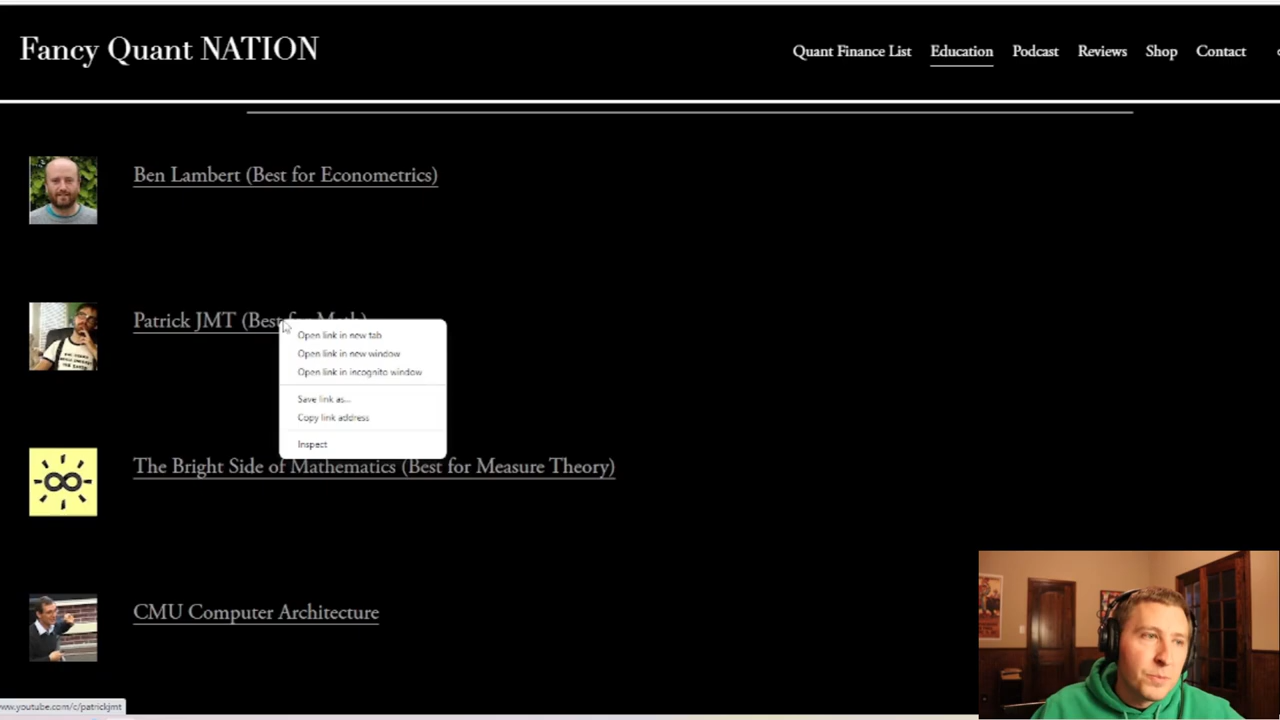 Fancy Quant NATION
Quant Finance List Education Podcast Reviews Shop Contact
Ben Lambert (Best for Econometrics)
Patrick JMT (Best for Math)
Open link in new tab
Open link in new window
Open link in incognito window
Save link as...
Copy link address
Inspect
The Bright Side of Mathematics (Best for Measure Theory)
CMU Computer Architecture
www.youtube.com/c/patrickjmt